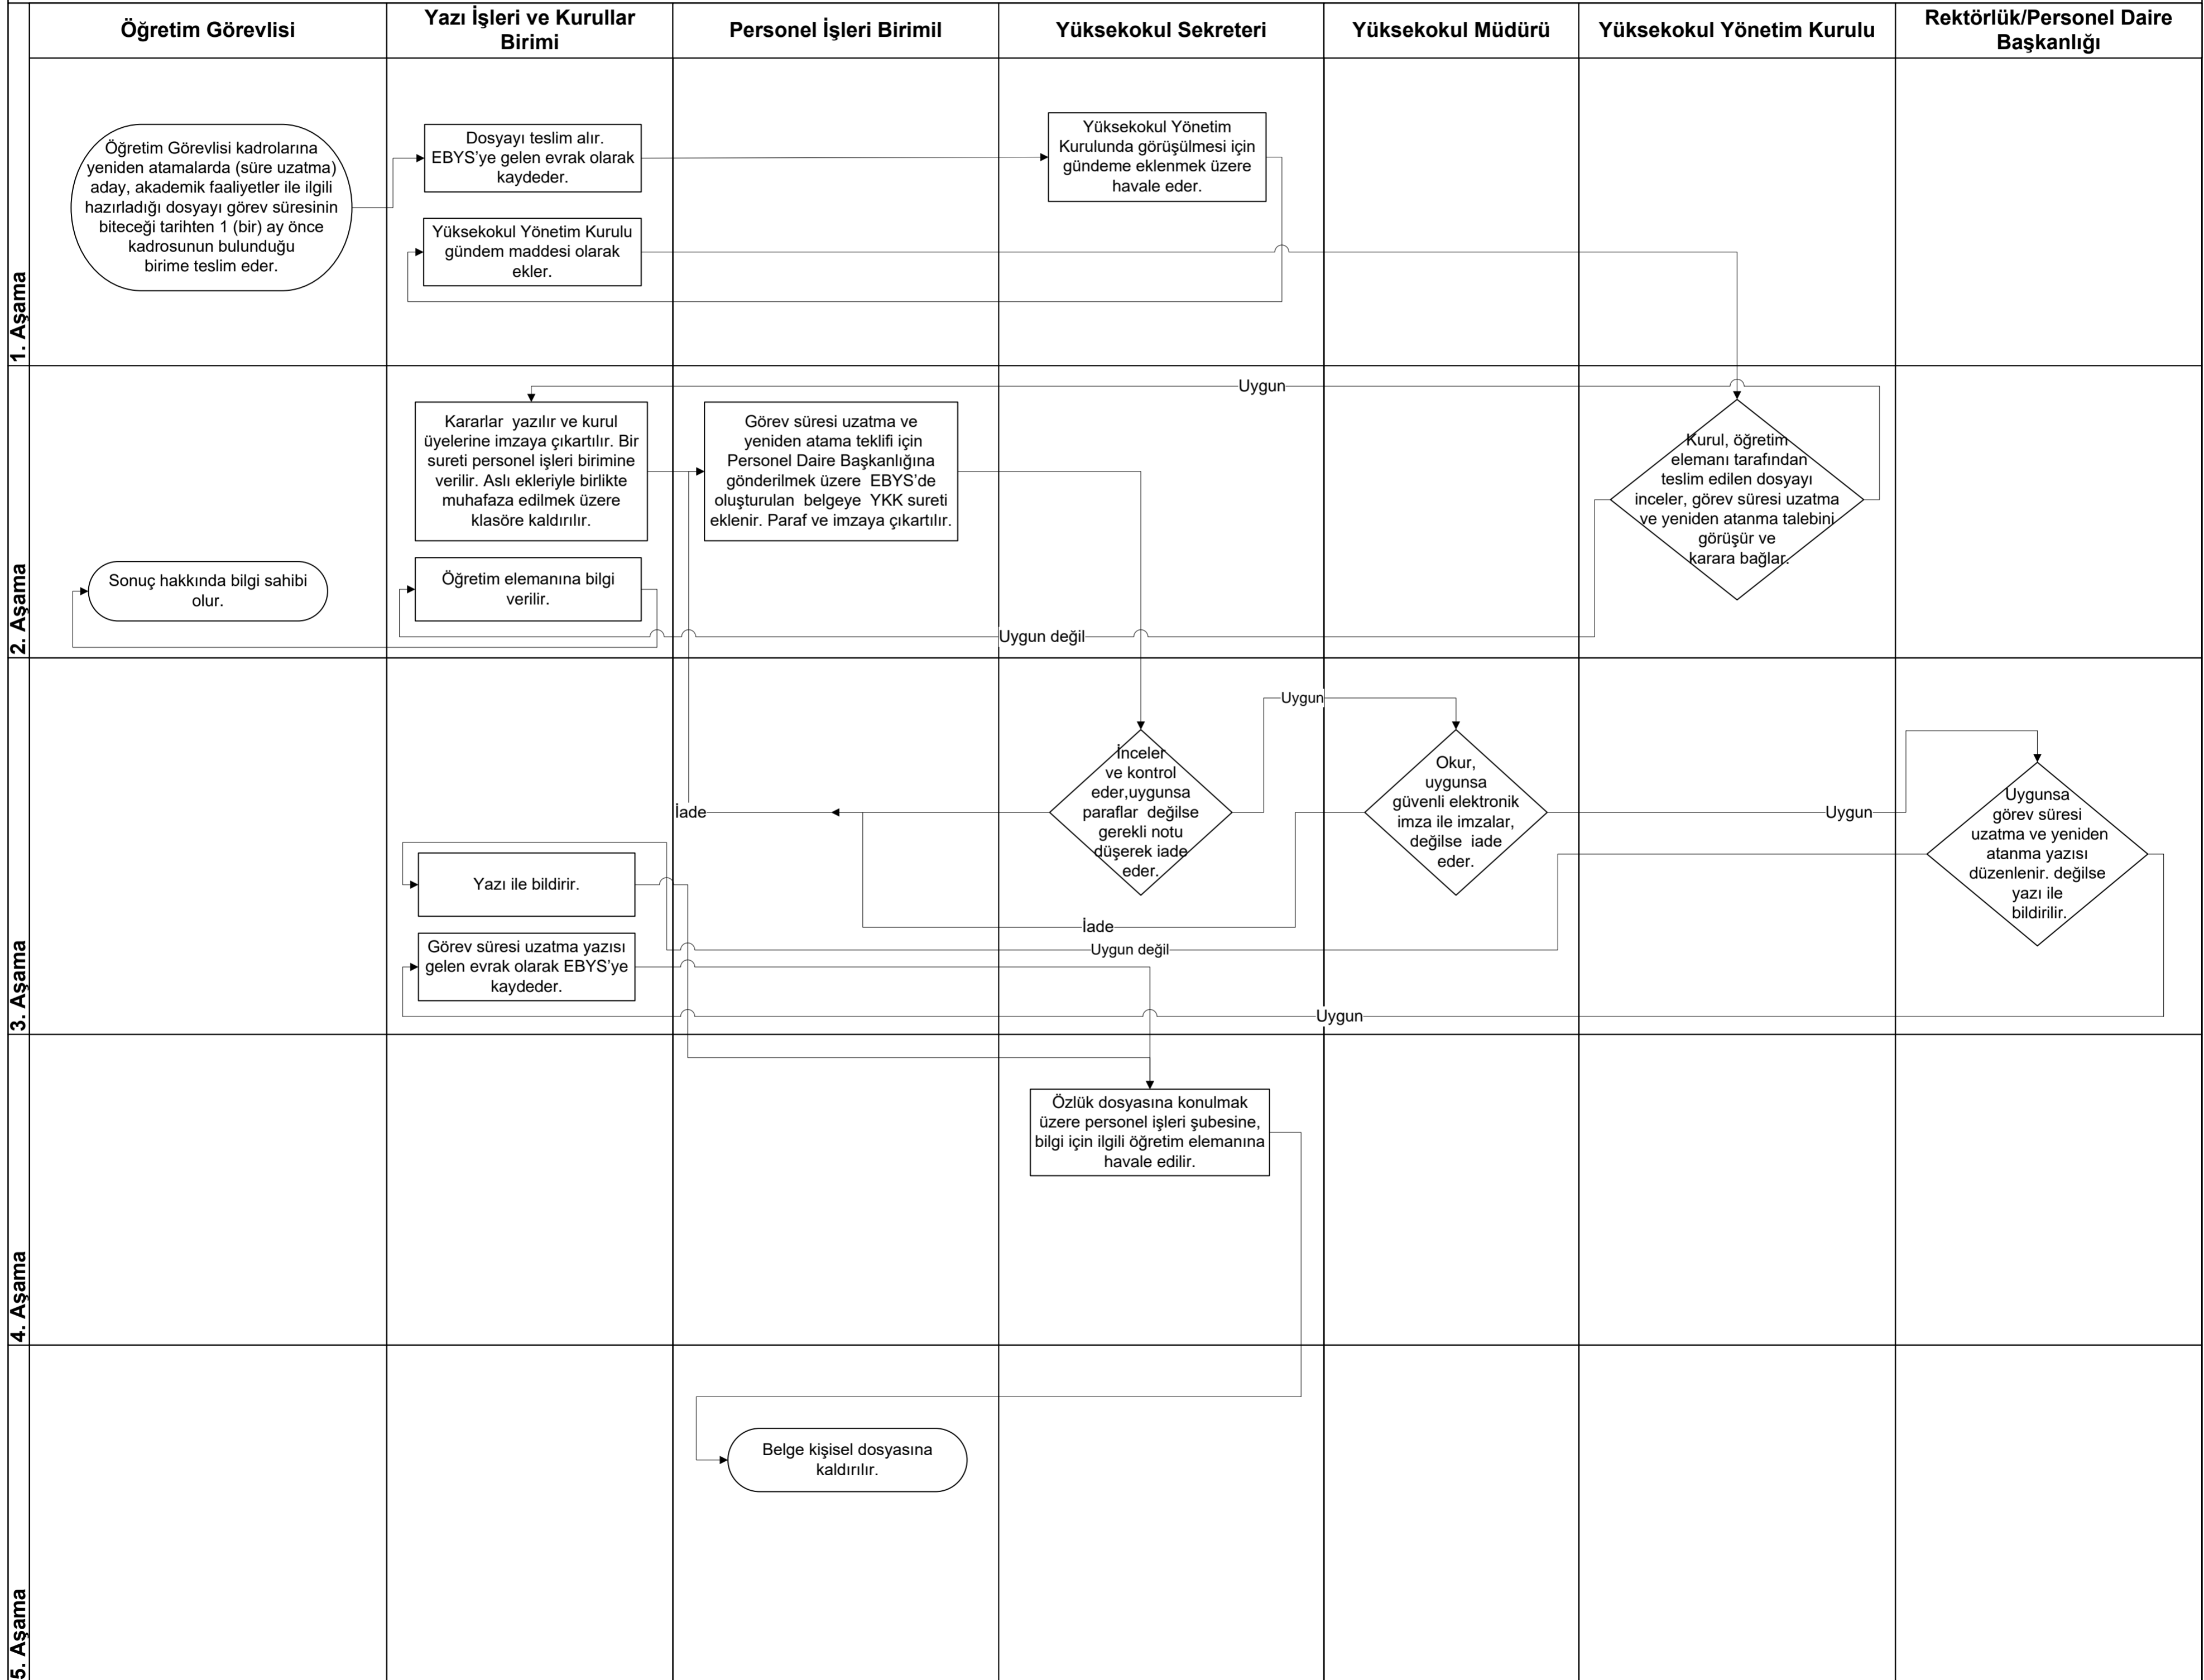 Öğretim Görevlisi
Yazı İşleri ve Kurullar
Birimi
Personel İşleri Birimil
Yüksekokul Sekreteri
Yüksekokul Müdürü
Yüksekokul Yönetim Kurulu
Rektörlük/Personel Daire
Başkanlığı
1. Aşama
Öğretim Görevlisi kadrolarına
yeniden atamalarda (süre uzatma)
aday, akademik faaliyetler ile ilgili
hazırladığı dosyayı görev süresinin
biteceği tarihten 1 (bir) ay önce
kadrosunun bulunduğu
birime teslim eder.
Dosyayı teslim alır.
EBYS’ye gelen evrak olarak
kaydeder.
Yüksekokul Yönetim
Kurulunda görüşülmesi için
gündeme eklenmek üzere
havale eder.
Yüksekokul Yönetim Kurulu
gündem maddesi olarak
ekler.
2. Aşama
Uygun
Kararlar  yazılır ve kurul
üyelerine imzaya çıkartılır. Bir
sureti personel işleri birimine
verilir. Aslı ekleriyle birlikte
muhafaza edilmek üzere
klasöre kaldırılır.
Görev süresi uzatma ve
yeniden atama teklifi için
Personel Daire Başkanlığına
gönderilmek üzere  EBYS’de
oluşturulan  belgeye  YKK sureti
eklenir. Paraf ve imzaya çıkartılır.
Kurul, öğretim
elemanı tarafından
teslim edilen dosyayı
inceler, görev süresi uzatma
ve yeniden atanma talebini
görüşür ve
karara bağlar.
Sonuç hakkında bilgi sahibi
olur.
Öğretim elemanına bilgi
verilir.
Uygun değil
3. Aşama
Uygun
İnceler
ve kontrol
eder,uygunsa
paraflar  değilse
gerekli notu
düşerek iade
eder.
Okur,
uygunsa
güvenli elektronik
imza ile imzalar,
değilse  iade
eder.
Uygun
Uygunsa
görev süresi
uzatma ve yeniden
atanma yazısı
düzenlenir. değilse
yazı ile
bildirilir.
İade
Yazı ile bildirir.
İade
Uygun değil
Görev süresi uzatma yazısı
gelen evrak olarak EBYS’ye
kaydeder.
Uygun
4. Aşama
Özlük dosyasına konulmak
üzere personel işleri şubesine,
bilgi için ilgili öğretim elemanına
havale edilir.
5. Aşama
Belge kişisel dosyasına
kaldırılır.